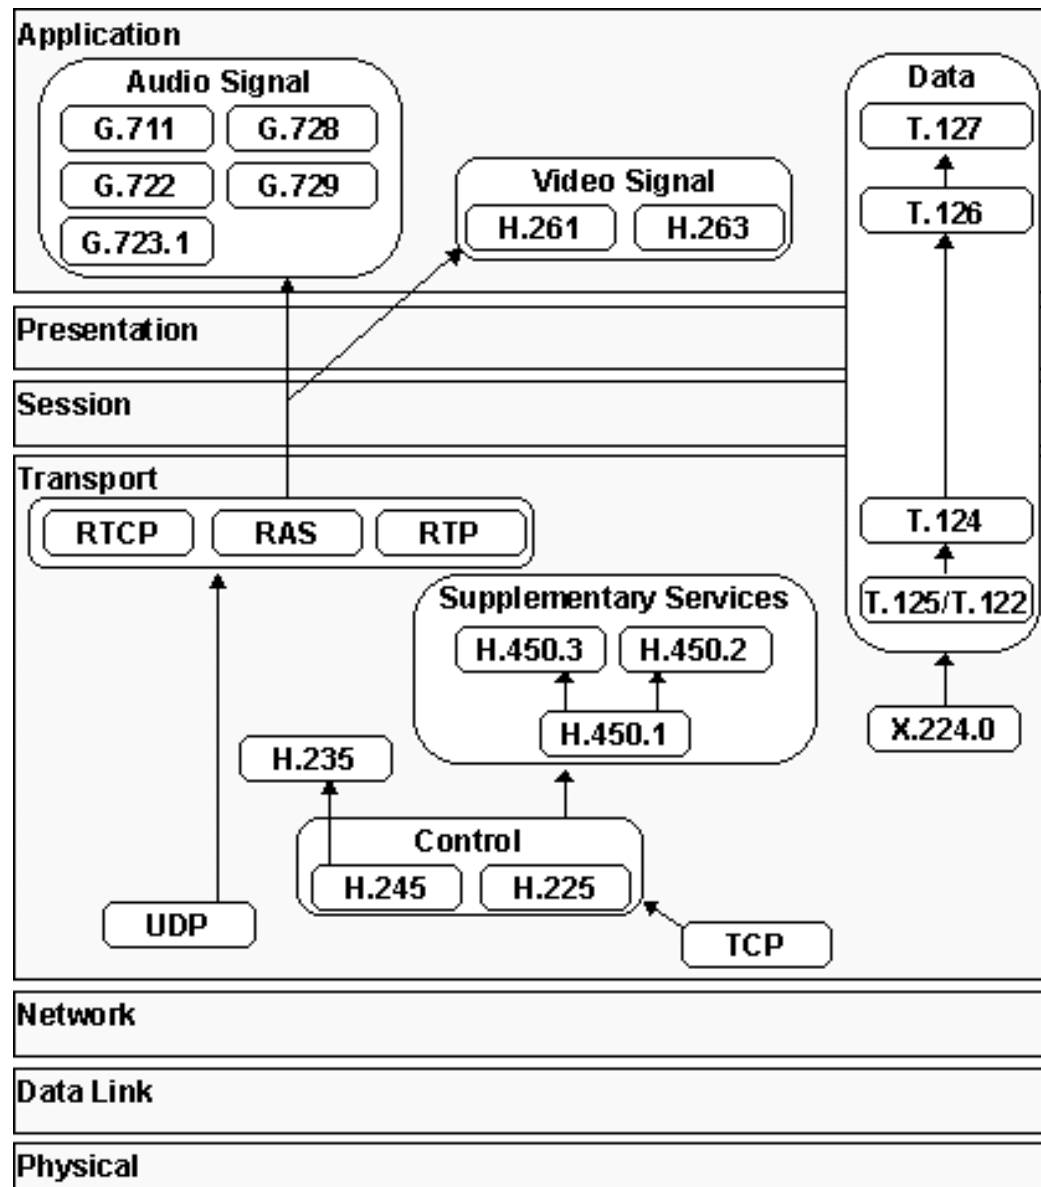 Application
Audio Signal
G.711
G.728
G.722
G.729
G.723.1
Video Signal
H.261
H.263
Data
T.127
T.126
Presentation
Session
Transport
RTCP
RAS
RTP
T.124
T.125/T.122
Supplementary Services
H.450.3
H.450.2
H.450.1
X.224.0
H.235
Control
H.245
H.225
UDP
TCP
Network
Data Link
Physical